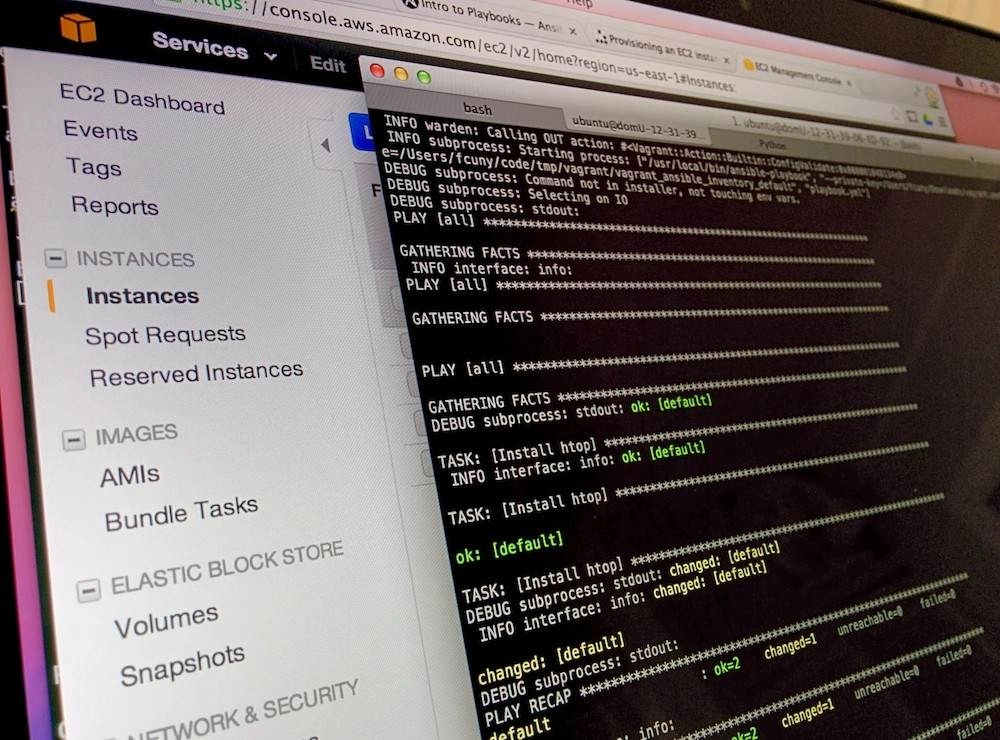 Help
Intro to Playbooks — Ansi
Provisioning an EC2 Insta
EC2 Management Console
https://console.aws.amazon.com/ec2/v2/home?region=us-east-1#Instances:
Services
Edit
EC2 Dashboard
Events
Tags
Reports
INSTANCES
Instances
Spot Requests
Reserved Instances
IMAGES
AMIs
Bundle Tasks
ELASTIC BLOCK STORE
Volumes
Snapshots
NETWORK & SECURITY
L
F
1. ubuntu@domU-12-31-39-06-
bash
ubuntu@domU-12-31-39
Python
INFO warden: Calling OUT action: #<Vagrant::Action::Builtin::ConfigValidate:
INFO subprocess: Starting process: ["/usr/local/bin/ansible-playbook",
e=/Users/fcuny/code/tmp/vagrant/vagrant_ansible_inventory_default", "playbook.yml"]
DEBUG subprocess: Command not in installer, not touching env vars.
DEBUG subprocess: Selecting on IO
DEBUG subprocess: stdout:
PLAY [all] ********************************************************************
GATHERING FACTS ***************************************************************
INFO interface: info:
PLAY [all] ********************************************************************
GATHERING FACTS ***************************************************************
PLAY [all] ********************************************************************
GATHERING FACTS ***************************************************************
DEBUG subprocess: stdout: ok: [default]
TASK: [Install htop] **********************************************************
INFO interface: info: ok: [default]
TASK: [Install htop] **********************************************************
ok: [default]
TASK: [Install htop] **********************************************************
DEBUG subprocess: stdout: changed: [default]
INFO interface: info: changed: [default]
changed: [default]
DEBUG subprocess: stdout:
PLAY RECAP ********************************************************************
default : ok=2 changed=1 unreachable=0 failed=0
info:
********************************************************************
ok=2 changed=1 unreachable=0 failed=0
failed=0